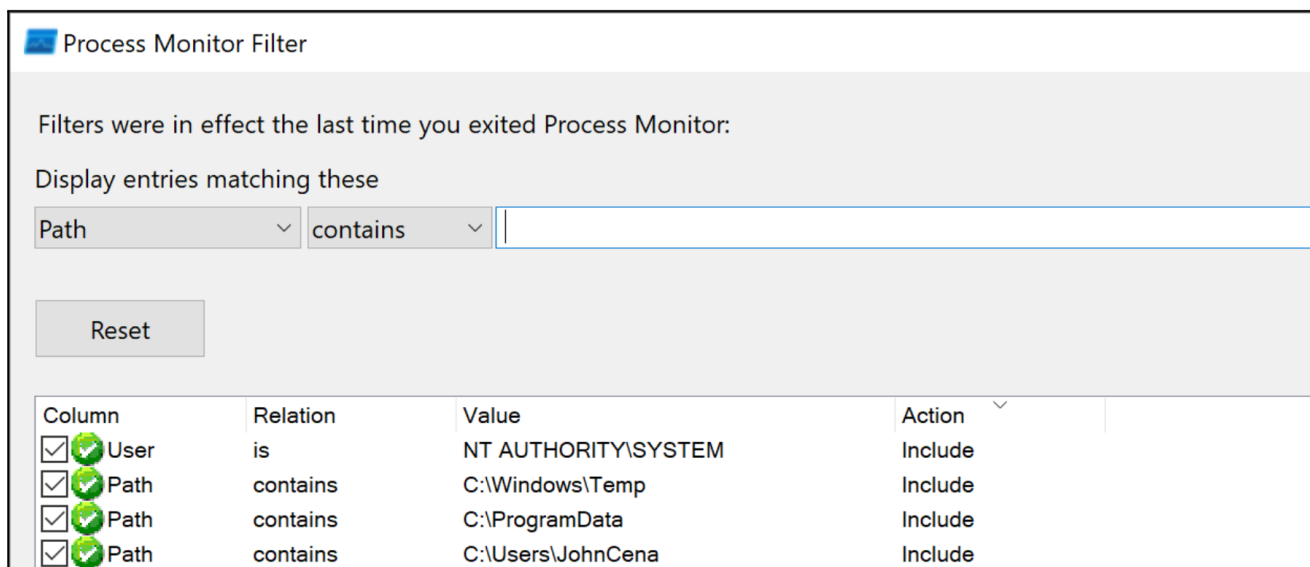 Process Monitor Filter
Filters were in effect the last time you exited Process Monitor:
Display entries matching these
Path contains
Reset
Column Relation Value Action
User is NT AUTHORITY\SYSTEM Include
Path contains C:\Windows\Temp Include
Path contains C:\ProgramData Include
Path contains C:\Users\JohnCena Include